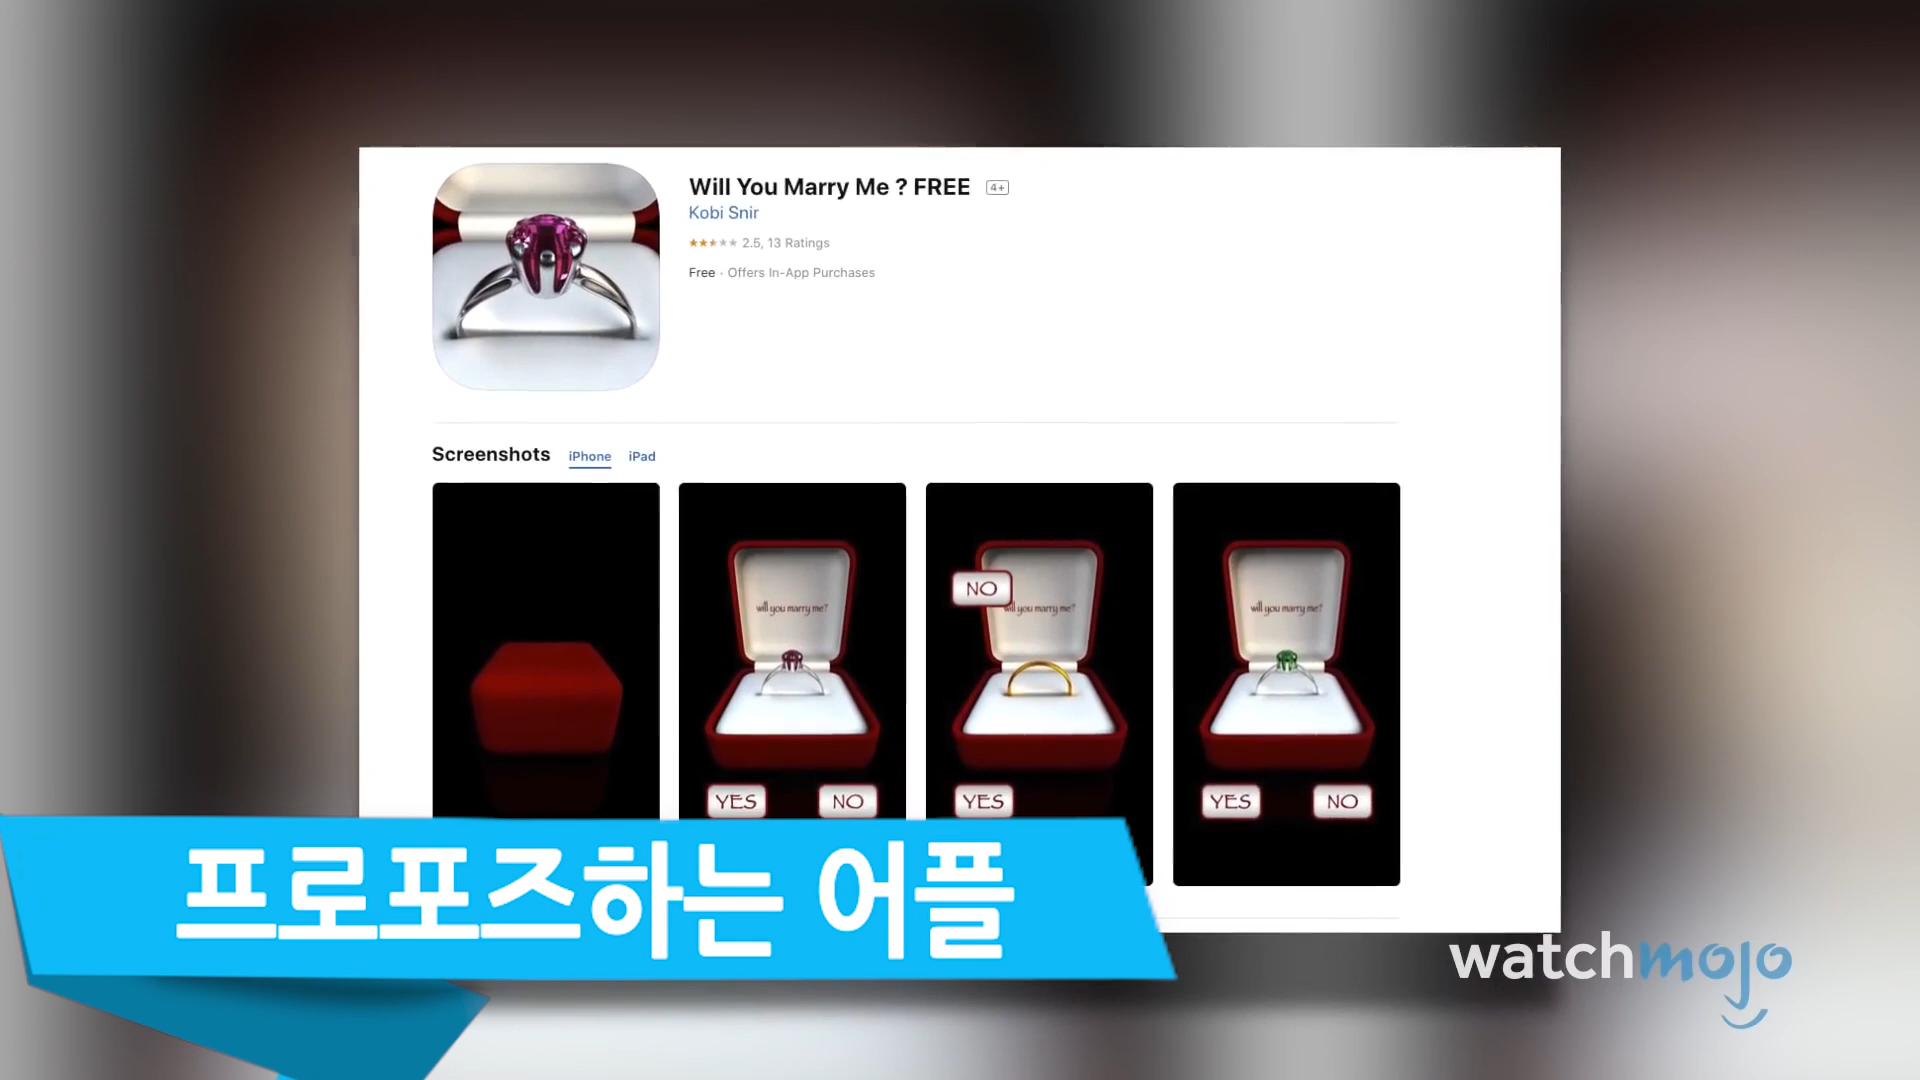 Will You Marry Me ? FREE 4+
Kobi Snir
2.5, 13 Ratings
Free · Offers In-App Purchases
Screenshots iPhone iPad
will you marry me?
YES NO
NO
will you marry me?
YES
will you marry me?
YES NO
프로포즈하는 어플
watchmojo